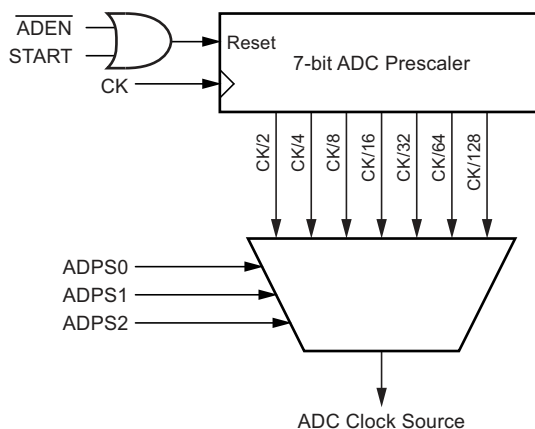 ADEN
START
CK
Reset
7-bit ADC Prescaler
CK/2
CK/4
CK/8
CK/16
CK/32
CK/64
CK/128
ADPS0
ADPS1
ADPS2
ADC Clock Source